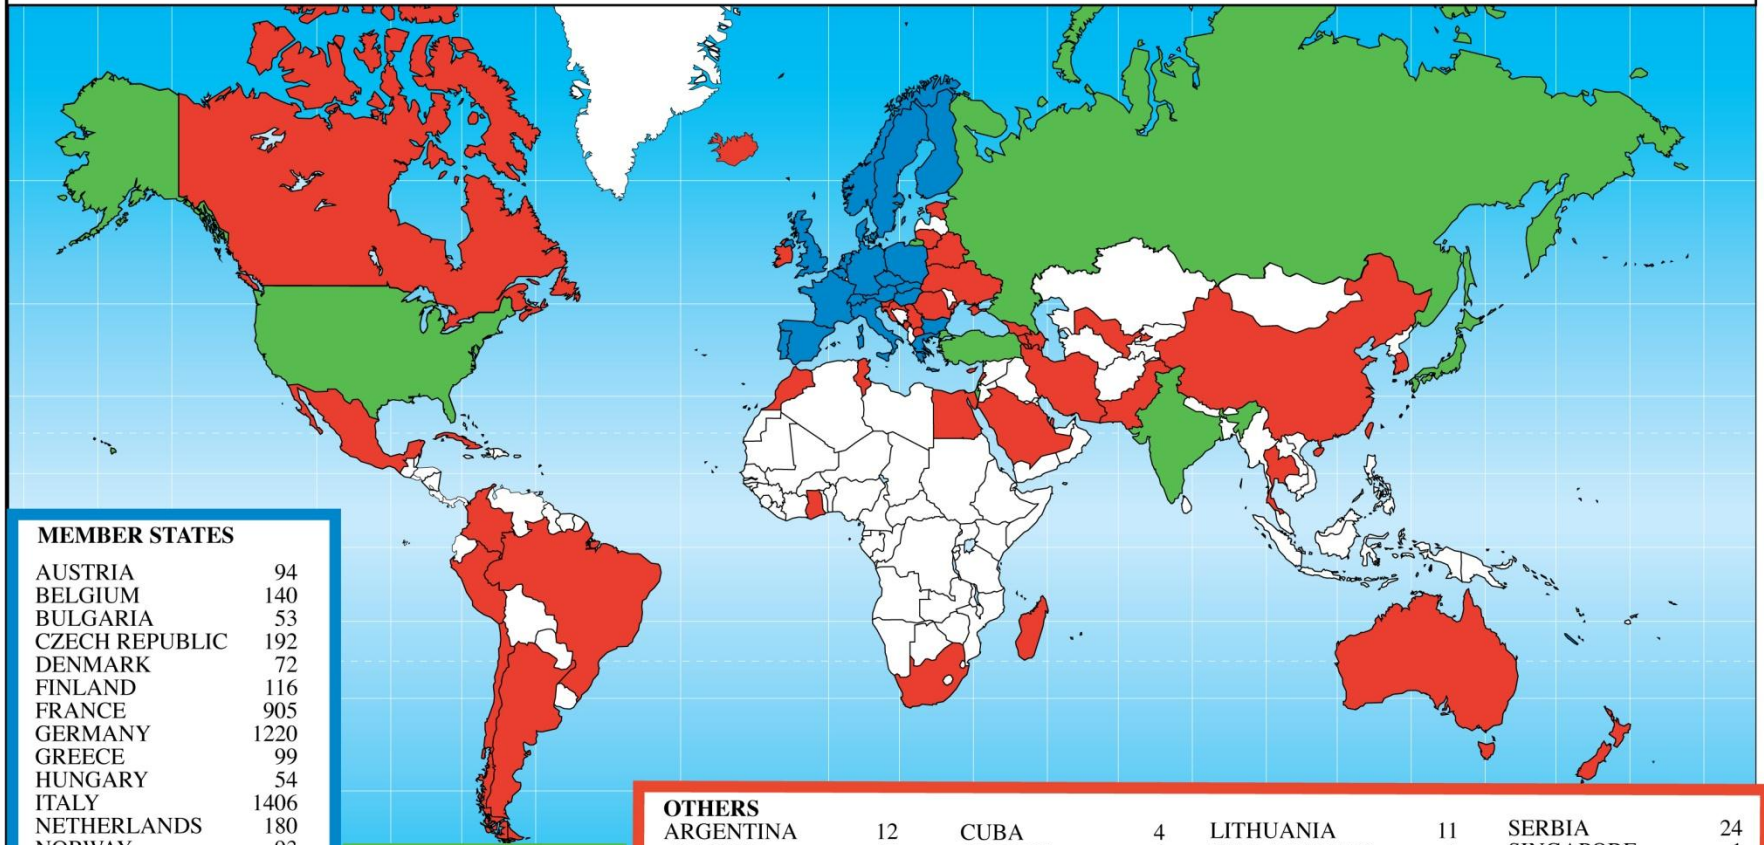 MEMBER STATES
AUSTRIA 94
BELGIUM 140
BULGARIA 53
CZECH REPUBLIC 192
DENMARK 72
FINLAND 116
FRANCE 905
GERMANY 1220
GREECE 99
HUNGARY 54
ITALY 1406
NETHERLANDS 180
OTHERS
ARGENTINA 12 CUBA 4 LITHUANIA 11 SERBIA 24